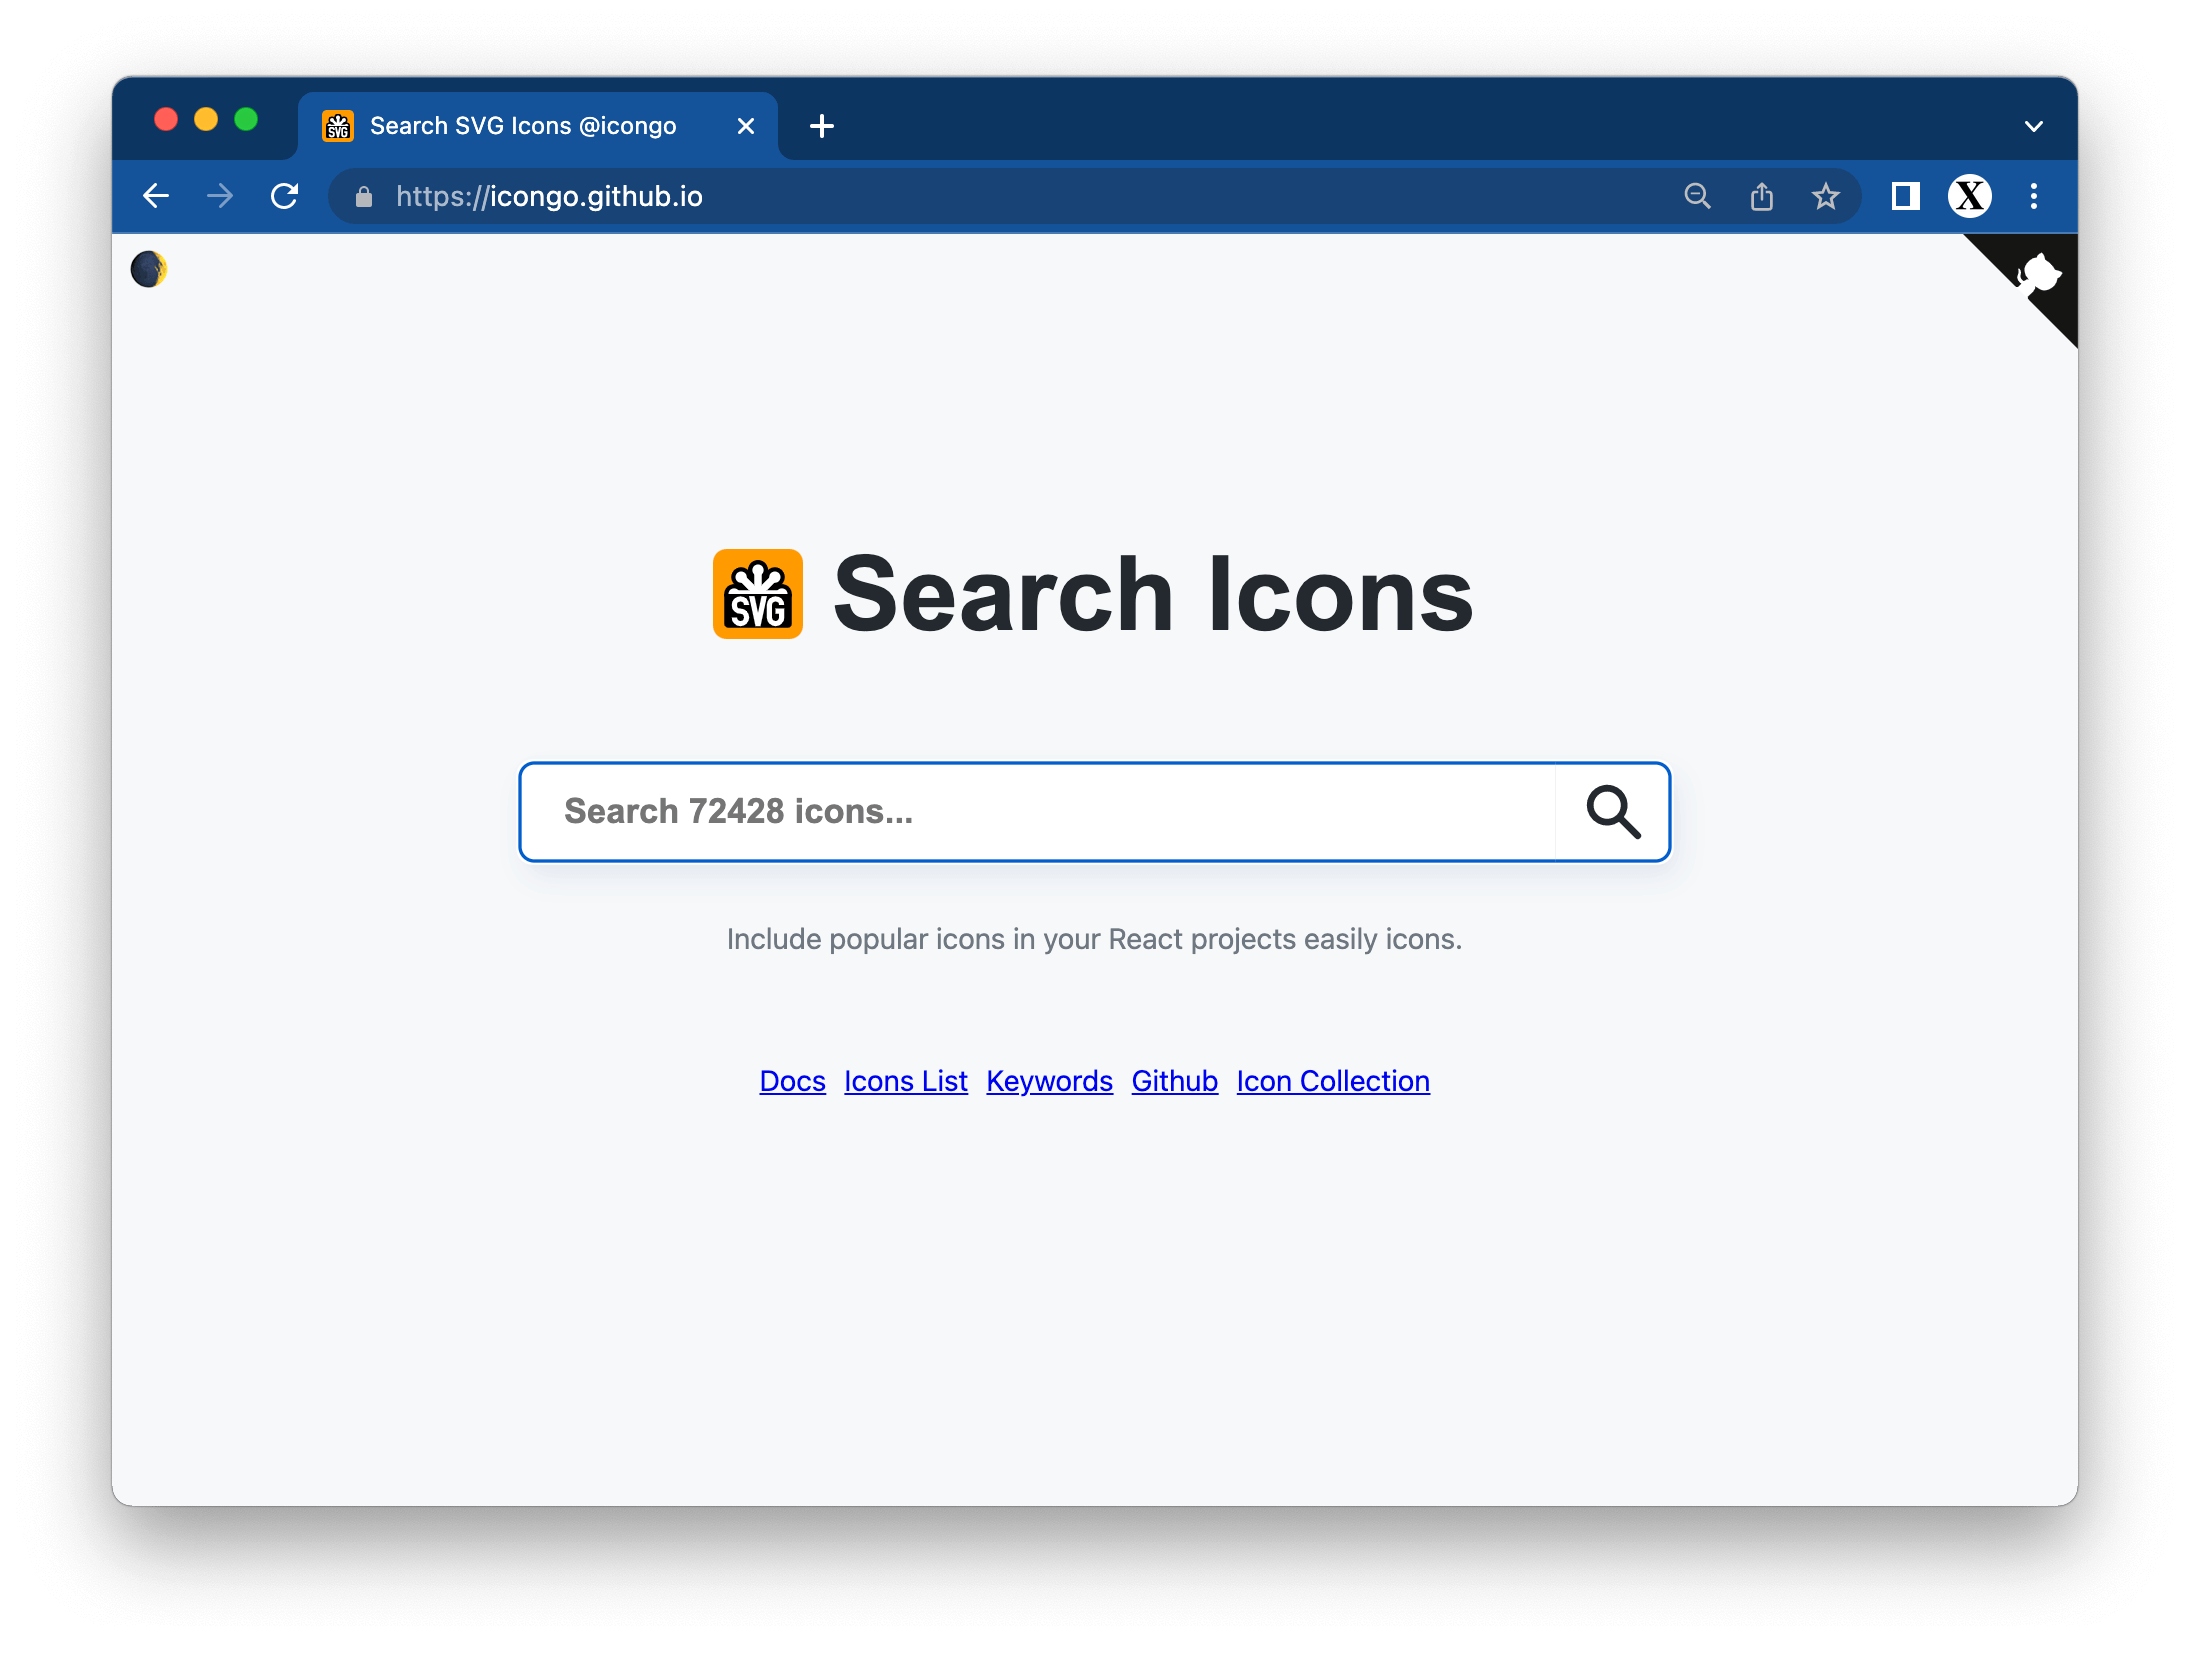 SVG Search SVG Icons @icongo
https://icongo.github.io
X
SVG Search Icons
Search 72428 icons...
Include popular icons in your React projects easily icons.
Docs Icons List Keywords Github Icon Collection